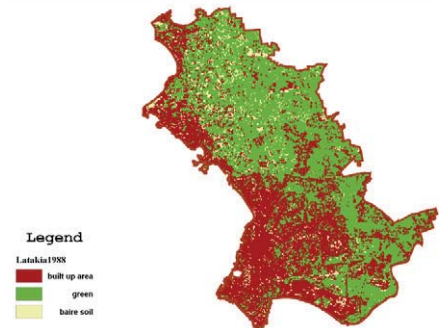 Legend
Latakia1988
built up area
green
baire soil